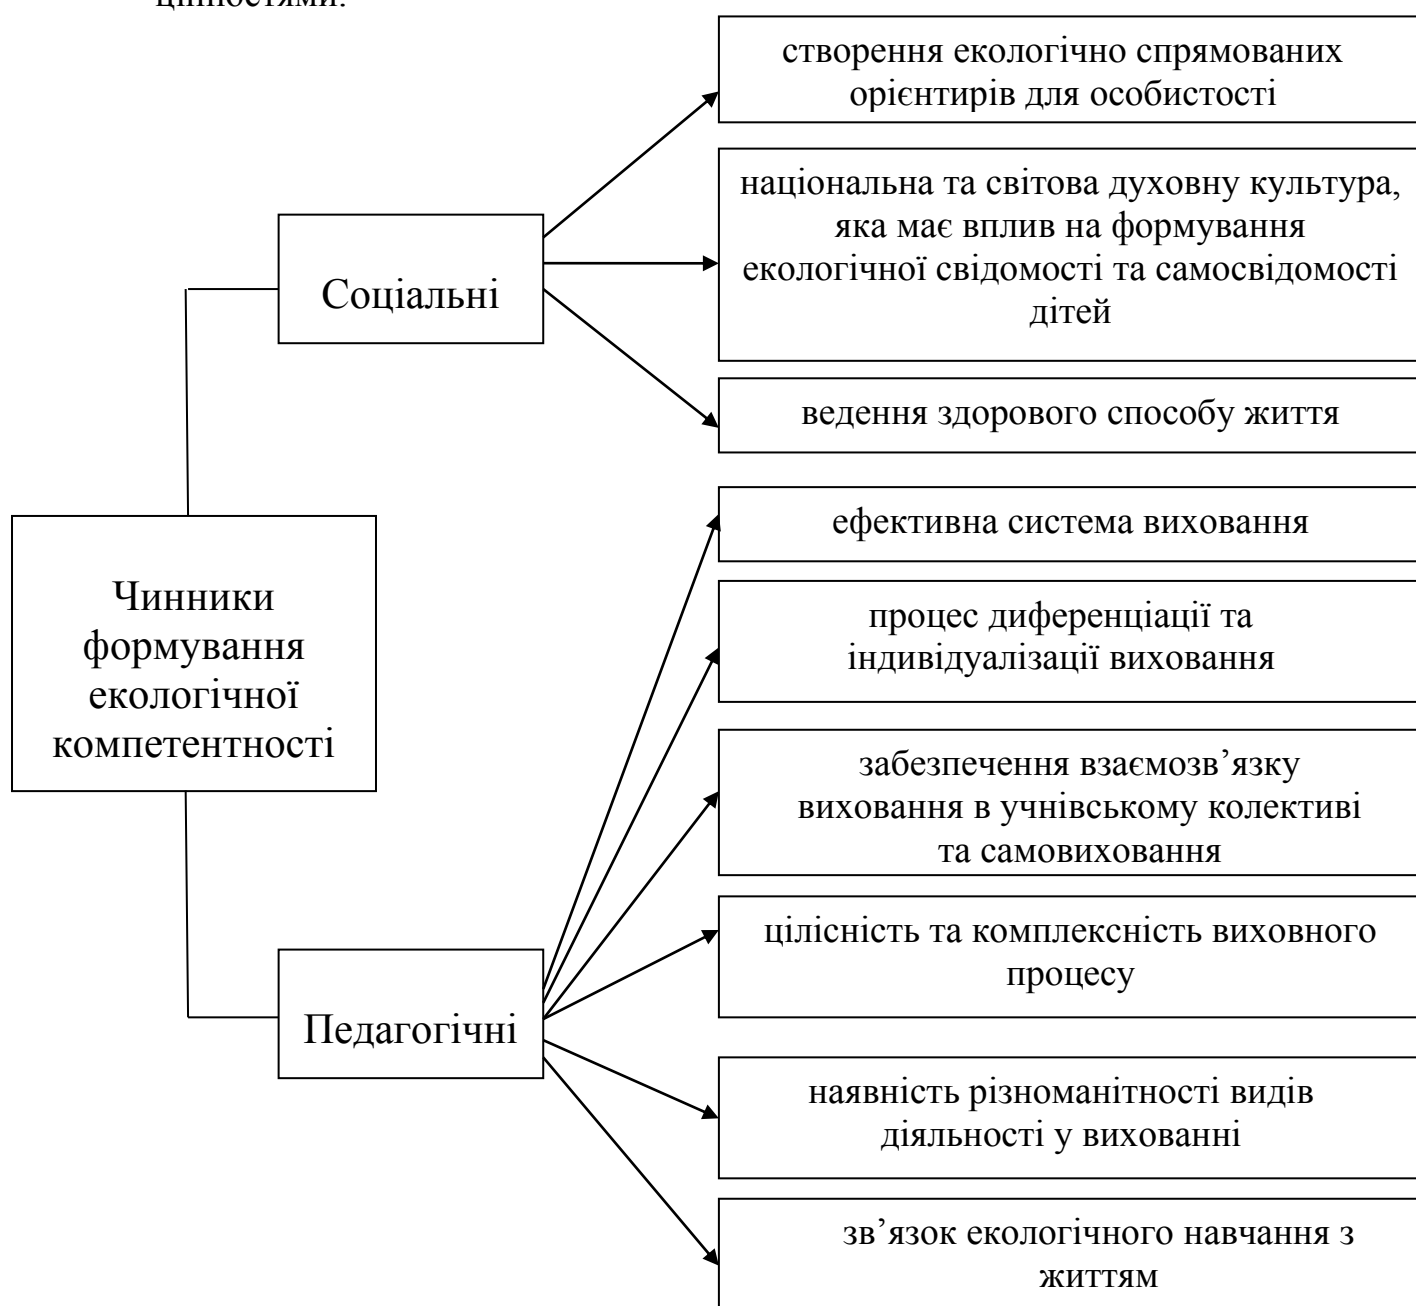 цінностями.
створення екологічно спрямованих
орієнтирів для особистості
національна та світова духовну культура,
яка має вплив на формування
екологічної свідомості та самосвідомості
дітей
Соціальні
ведення здорового способу життя
ефективна система виховання
Чинники
формування
екологічної
компетентності
процес диференціації та
індивідуалізації виховання
забезпечення взаємозв’язку
виховання в учнівському колективі
та самовиховання
цілісність та комплексність виховного
процесу
Педагогічні
наявність різноманітності видів
діяльності у вихованні
зв’язок екологічного навчання з
життям